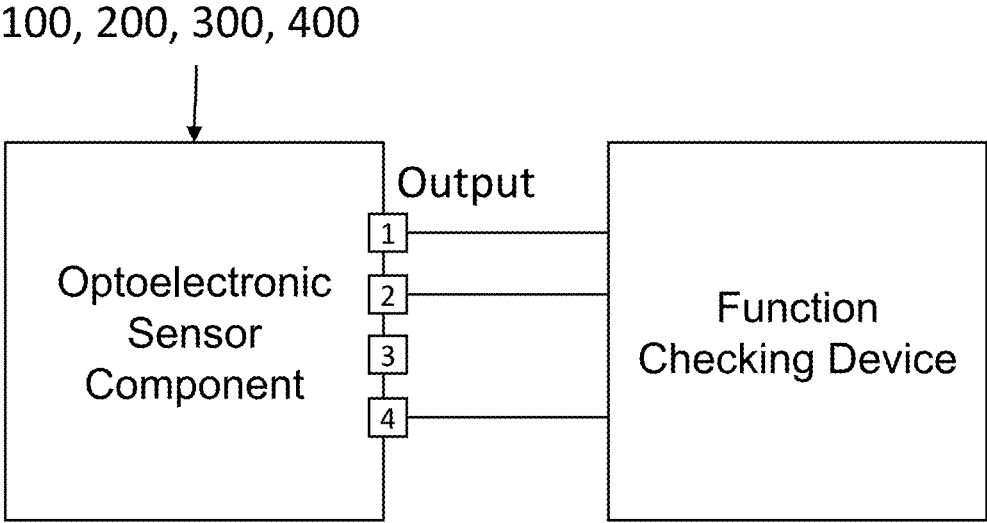 100, 200, 300, 400
Output
1
2
3
4
Optoelectronic
Sensor
Component
Function
Checking Device